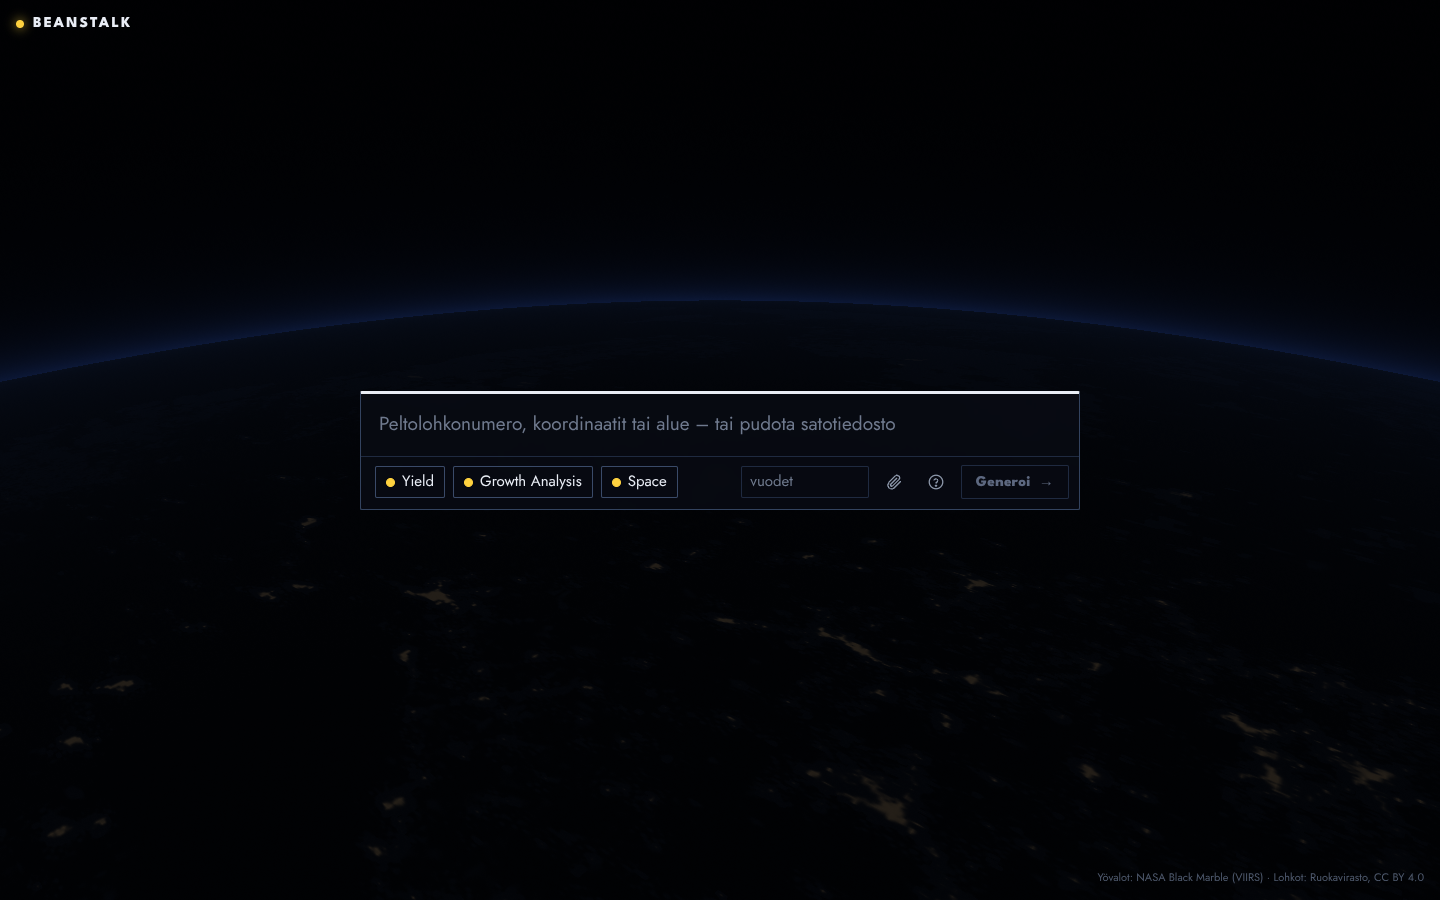 BEANSTALK
Peltolohkonumero, koordinaatit tai alue – tai pudota satotiedosto
Yield
Growth Analysis
Space
vuodet
Generoi →
Yövalot: NASA Black Marble (VIIRS) · Lohkot: Ruokavirasto, CC BY 4.0